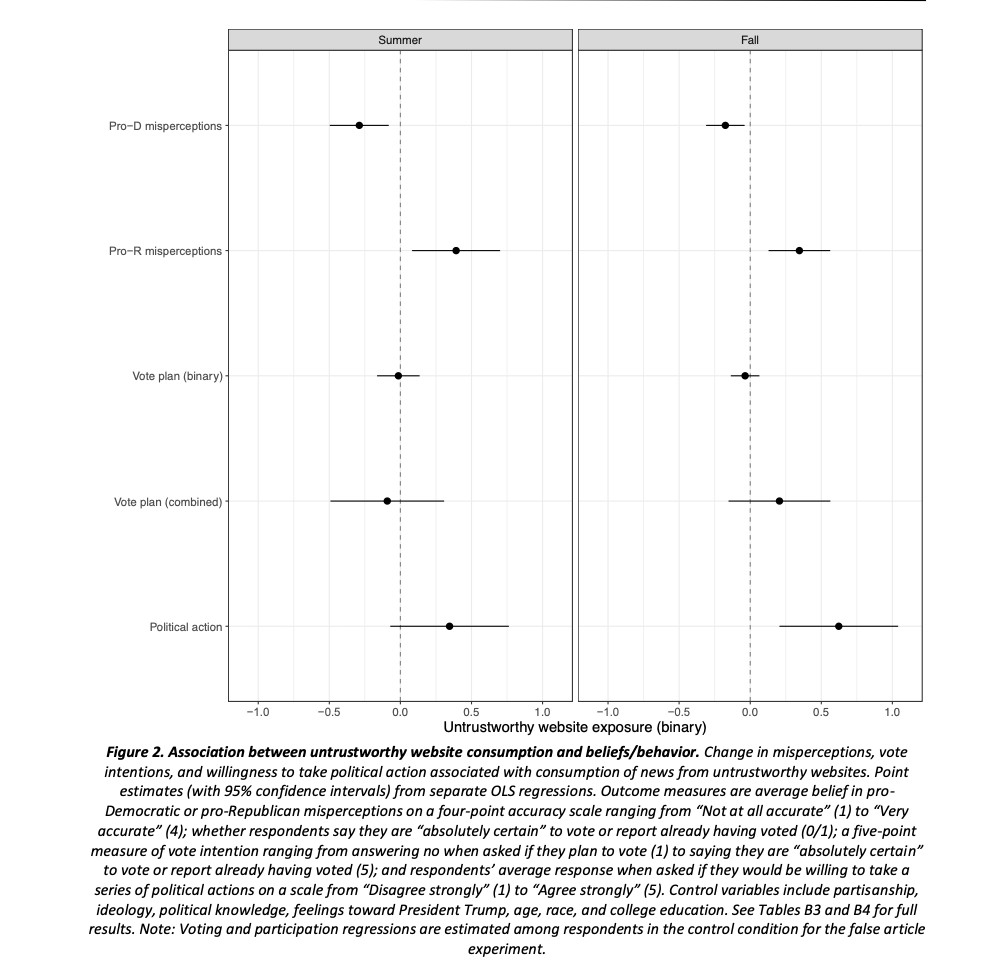 Summer
Fall
Pro−D misperceptions
Pro−R misperceptions
Vote plan (binary)
Vote plan (combined)
Political action
−1.0 −0.5 0.0 0.5 1.0 −1.0 −0.5 0.0 0.5 1.0
Untrustworthy website exposure (binary)
Figure 2. Association between untrustworthy website consumption and beliefs/behavior. Change in misperceptions, vote
intentions, and willingness to take political action associated with consumption of news from untrustworthy websites. Point
estimates (with 95% confidence intervals) from separate OLS regressions. Outcome measures are average belief in pro-
Democratic or pro-Republican misperceptions on a four-point accuracy scale ranging from “Not at all accurate” (1) to “Very
accurate” (4); whether respondents say they are “absolutely certain” to vote or report already having voted (0/1); a five-point
measure of vote intention ranging from answering no when asked if they plan to vote (1) to saying they are “absolutely certain”
to vote or report already having voted (5); and respondents’ average response when asked if they would be willing to take a
series of political actions on a scale from “Disagree strongly” (1) to “Agree strongly” (5). Control variables include partisanship,
ideology, political knowledge, feelings toward President Trump, age, race, and college education. See Tables B3 and B4 for full
results. Note: Voting and participation regressions are estimated among respondents in the control condition for the false article
experiment.